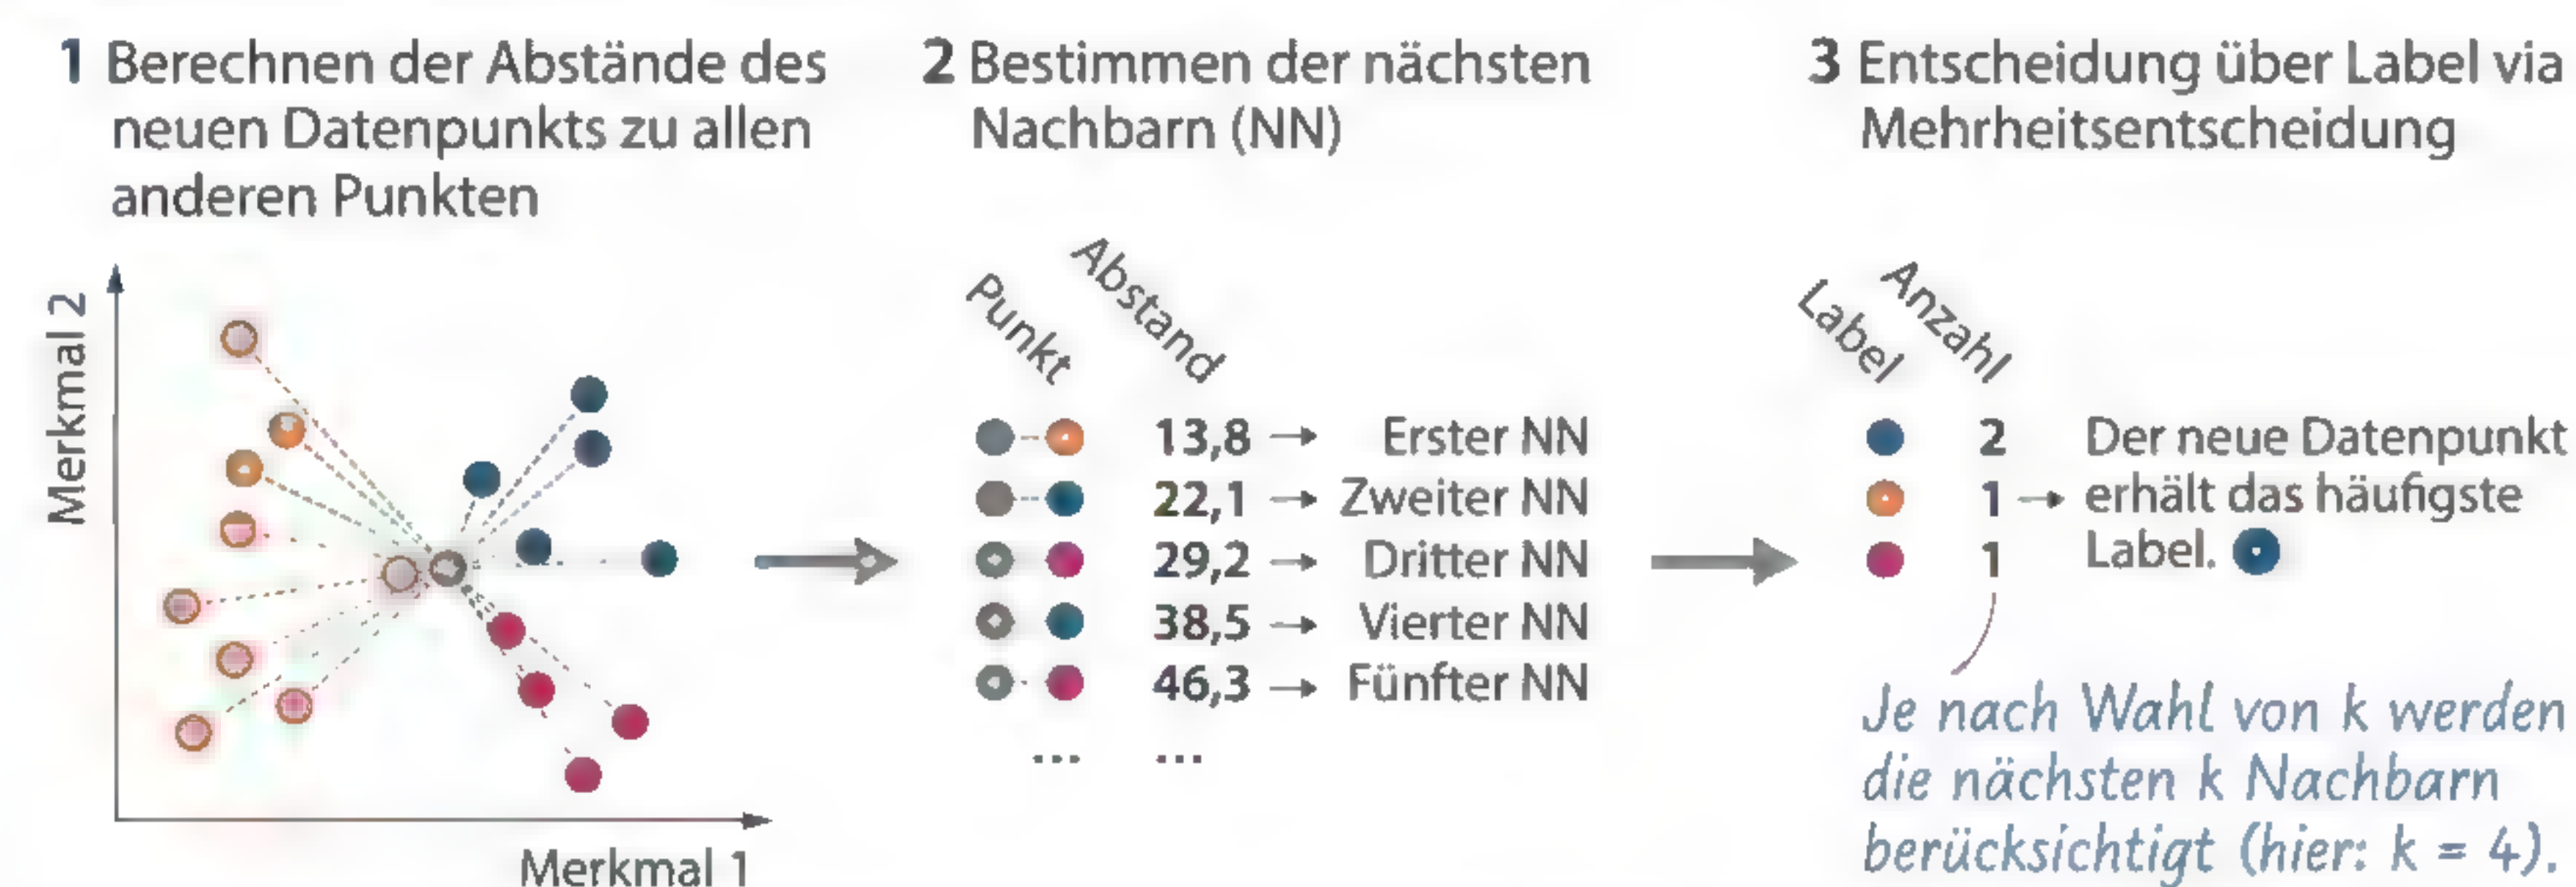 1 Berechnen der Abstände des
neuen Datenpunkts zu allen
anderen Punkten
Merkmal 2
Merkmal 1
2 Bestimmen der nächsten
Nachbarn (NN)
Punkt
Abstand
13,8 → Erster NN
22,1 → Zweiter NN
29,2 → Dritter NN
38,5 → Vierter NN
46,3 → Fünfter NN
... ...
3 Entscheidung über Label via
Mehrheitsentscheidung
Label
Anzahl
2 Der neue Datenpunkt
1 → erhält das häufigste
1 Label.
Je nach Wahl von k werden
die nächsten k Nachbarn
berücksichtigt (hier: k = 4).